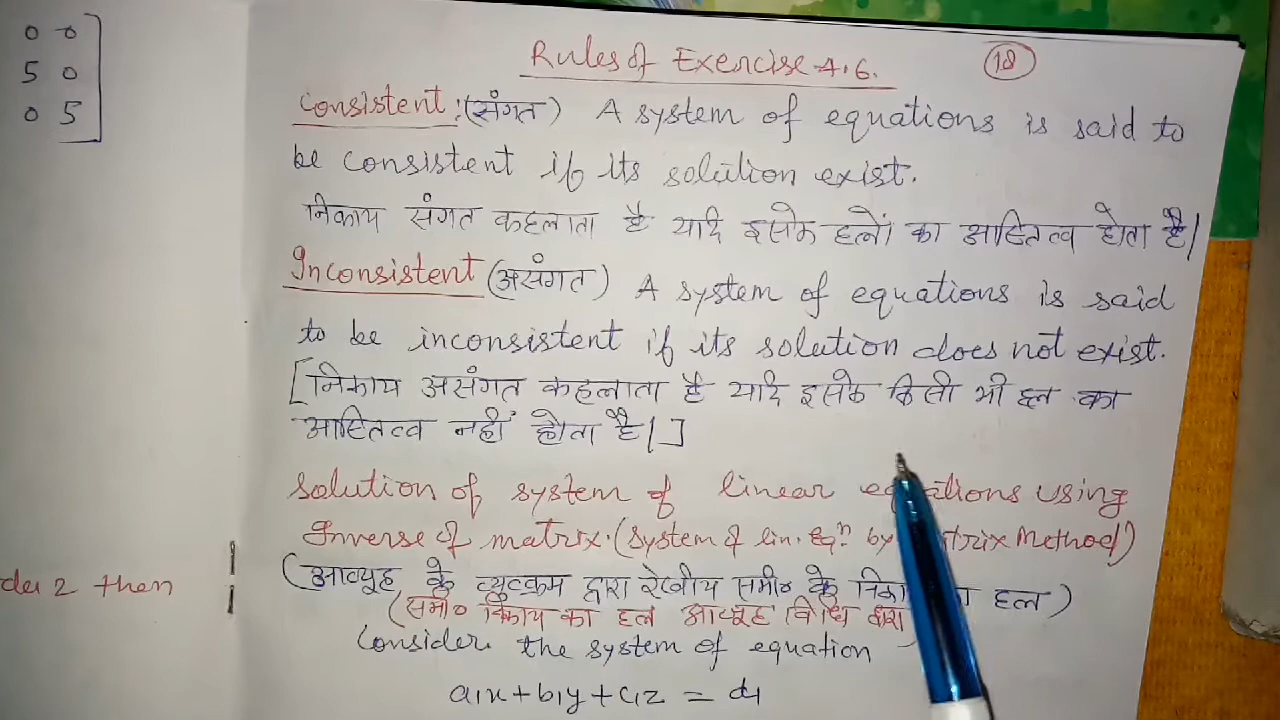 0 0
5 0
0 5
der 2 then
Rules of Exercise 4.6.
18
Consistent: (संगत) A system of equations is said to
be consistent if its solution exist.
निकाय संगत कहलाता है यदि इसके हलों का अस्तित्व होता है|
Inconsistent (असंगत) A system of equations is said
to be inconsistent if its solution does not exist.
[निकाय असंगत कहलाता है यदि इसके किसी भी हल का
अस्तित्व नहीं होता है|]
Solution of system of linear equations using
Inverse of matrix. (System of lin. Eqn by Matrix Method)
(आव्यूह के व्युत्क्रम द्वारा रेखीय समी० के का हल)
(समी० निकाय का हल आव्यूह विधि द्वारा
Consider the system of equation
a1x + b1y + c1z = d1